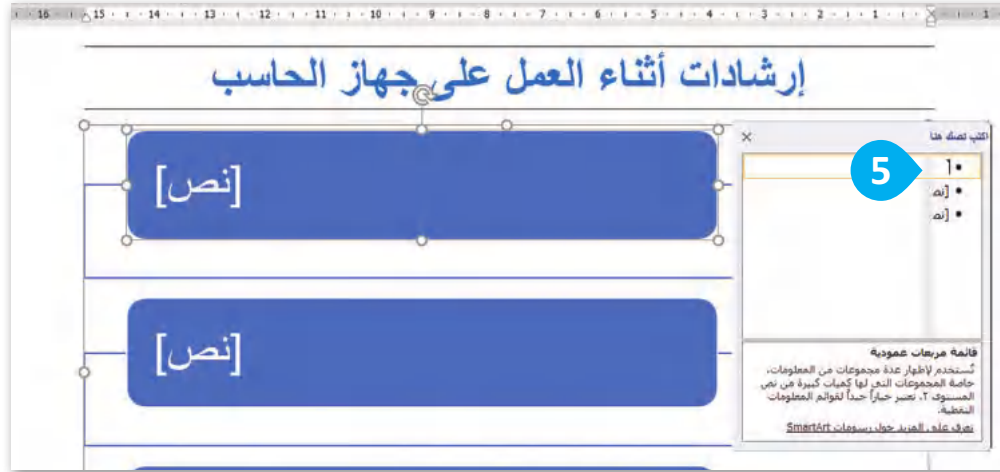 16 15 14 13 12 11 10 9 8 7 6 5 4 3 2 1 1
إرشادات أثناء العمل على جهاز الحاسب
اكتب نصك هنا
5
[نص]
[نص]
[نص
[نص
قائمة مربعات عمودية
تُستخدم لإظهار عدة مجموعات من المعلومات،
خاصة المجموعات التي لها كميات كبيرة من نص
المستوى ٢. تعتبر خياراً جيداً لقوائم المعلومات
النقطية.
تعرف على المزيد حول رسومات SmartArt